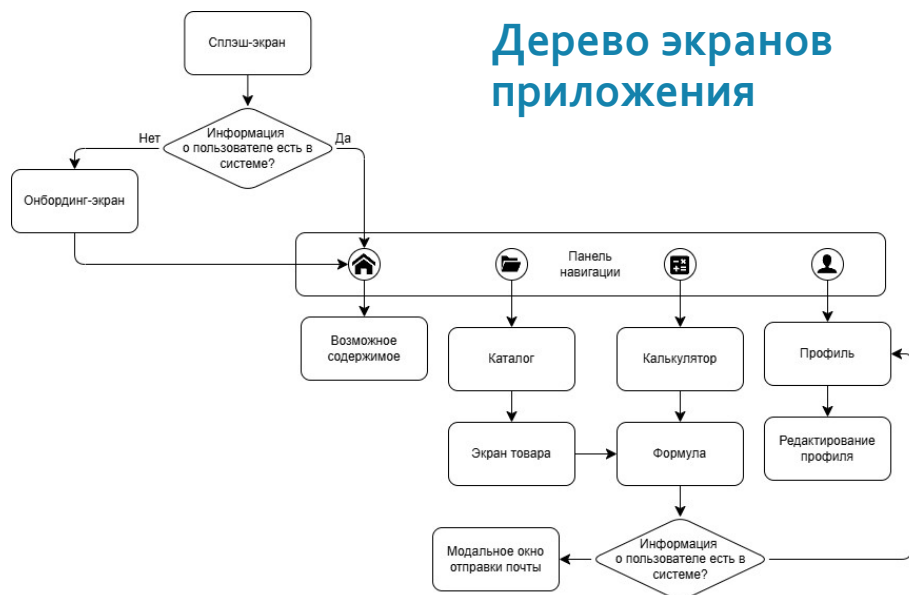 Дерево экранов
приложения
Сплэш-экран
Информация
о пользователе есть в
системе?
Нет
Да
Онбординг-экран
Панель
навигации
Возможное
содержимое
Каталог
Калькулятор
Профиль
Экран товара
Формула
Редактирование
профиля
Модальное окно
отправки почты
Информация
о пользователе есть в
системе?